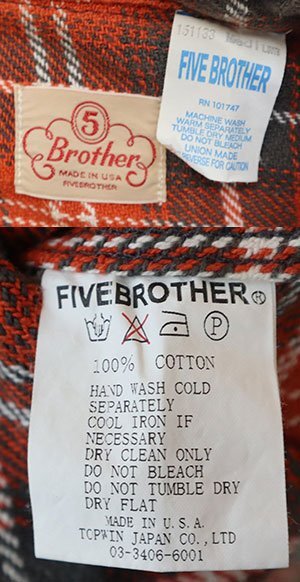 151133
FIVE BROTHER
RN 101747
MACHINE WASH
WARM SEPARATELY
TUMBLE DRY MEDIUM
DO NOT BLEACH
UNION MADE
REVERSE FOR CAUTION
5
Brother
MADE IN USA
FIVE BROTHER
FIVE BROTHER H
P
100% COTTON
HAND WASH COLD
SEPARATELY
COOL IRON IF
NECESSARY
DRY CLEAN ONLY
DO NOT BLEACH
DO NOT TUMBLE DRY
DRY FLAT
MADE IN U.S.A.
TOPWIN JAPAN CO., LTD
03-3406-6001